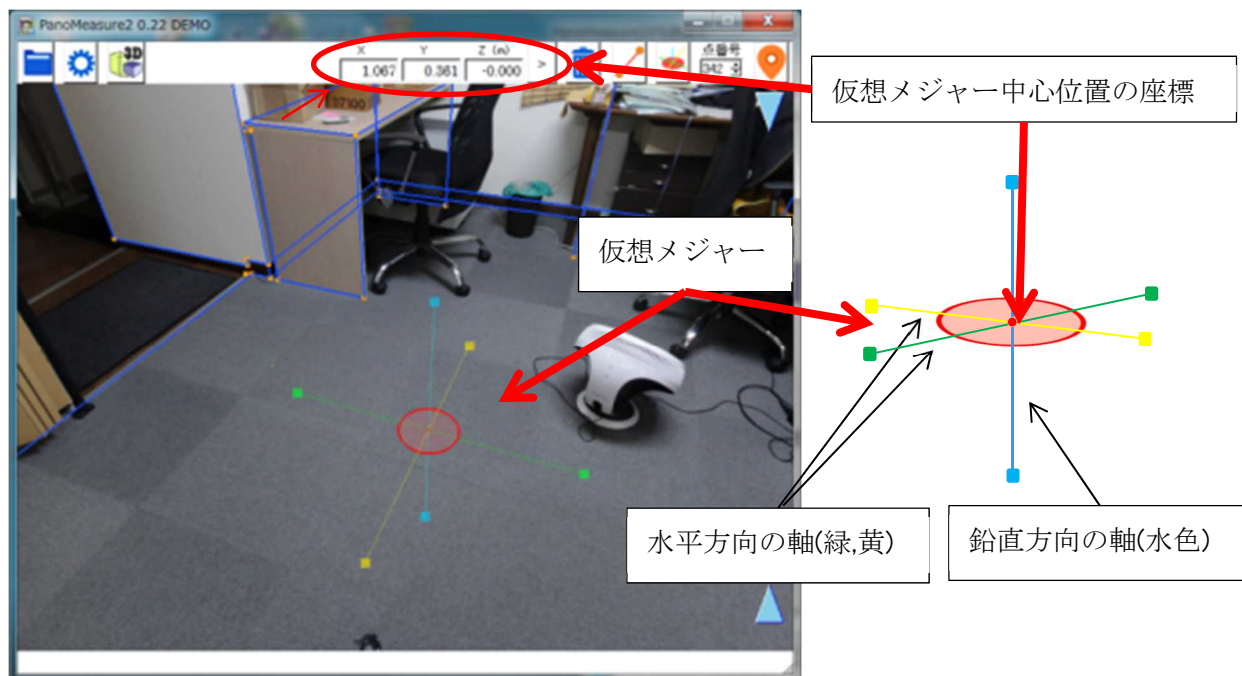 PanoMeasure2 0.22 DEMO
X Y Z (m)
1.067 0.361 -0.000 >
3D
点番号
342
仮想メジャー中心位置の座標
仮想メジャー
水平方向の軸(緑,黄)
鉛直方向の軸(水色)